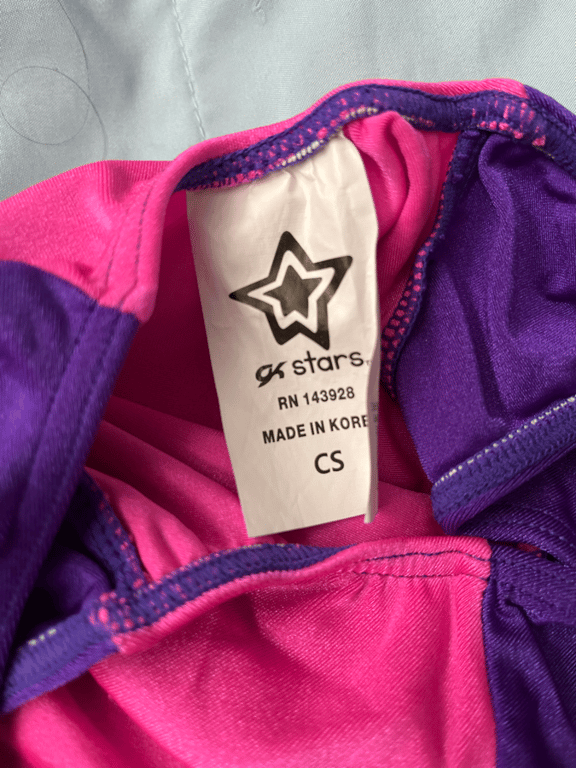 GK stars
RN 143928
MADE IN KORE
CS